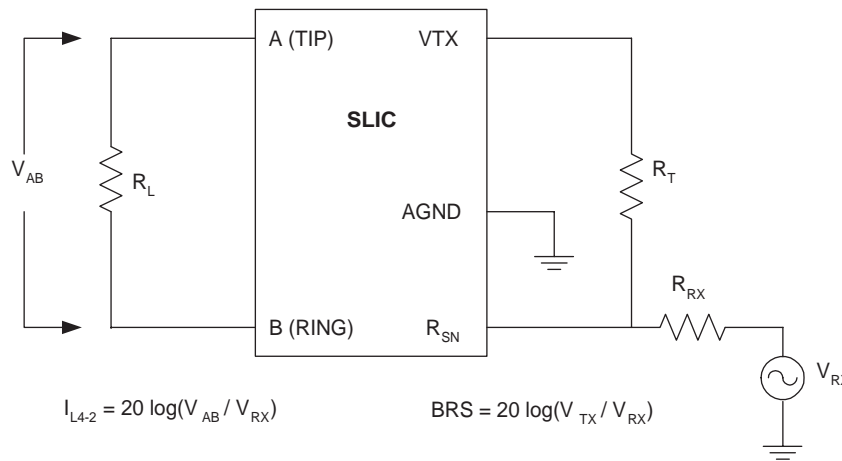 A (TIP)
VTX
SLIC
V_AB
R_L
R_T
AGND
R_RX
B (RING)
R_SN
V_RX
I_L4-2 = 20 log(V_AB / V_RX)
BRS = 20 log(V_TX / V_RX)